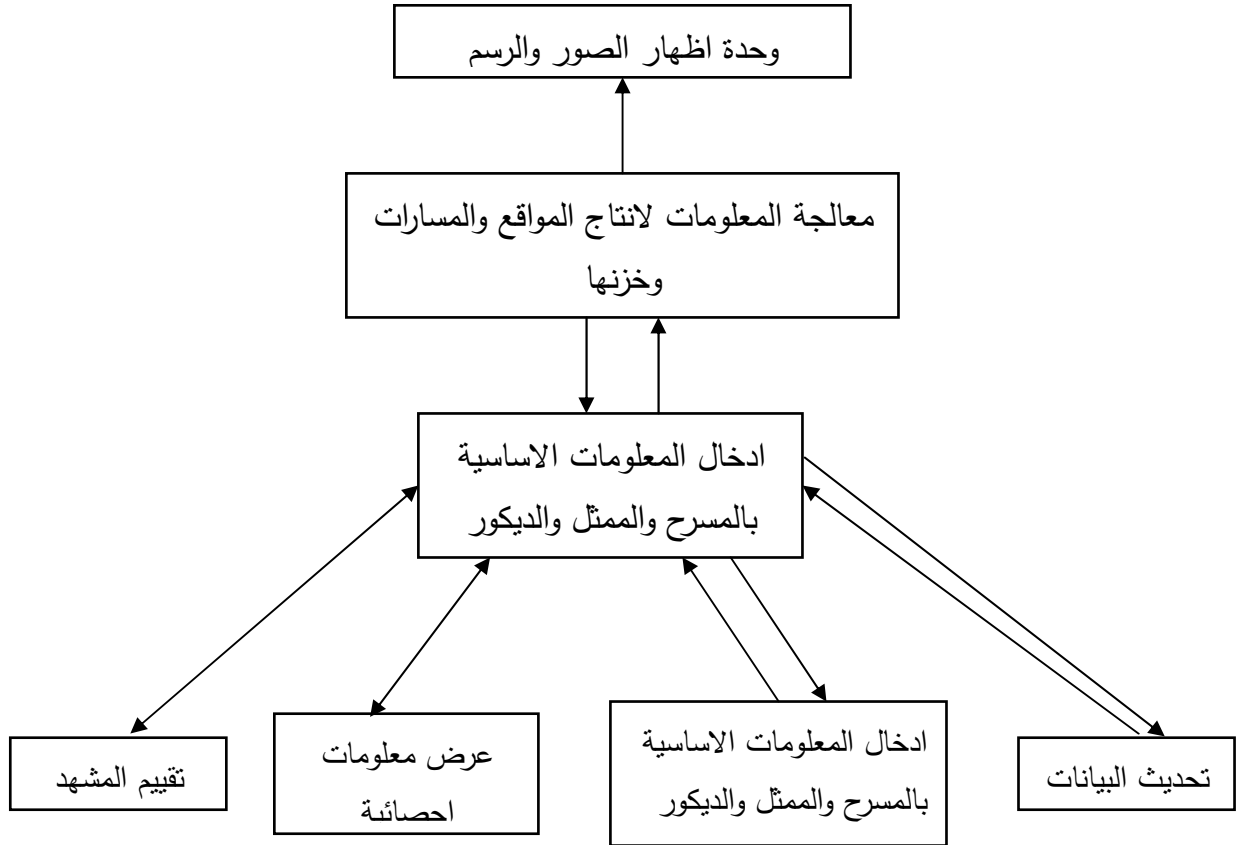 وحدة اظهار الصور والرسم
معالجة المعلومات لانتاج المواقع والمسارات
وخزنها
ادخال المعلومات الاساسية
بالمسرح والممثل والديكور
تحديث البيانات
ادخال المعلومات الاساسية
بالمسرح والممثل والديكور
عرض معلومات
احصائية
تقييم المشهد